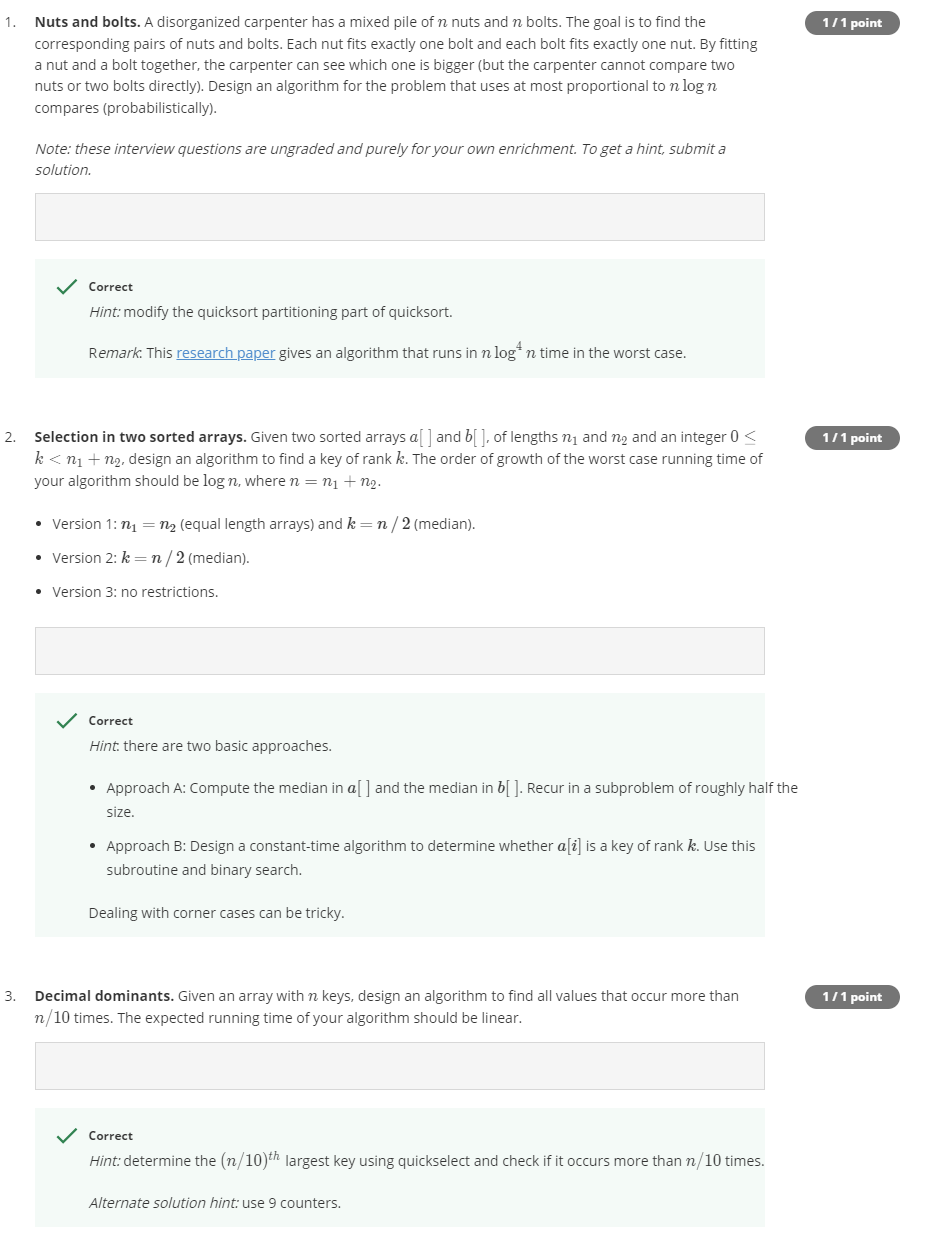 1. Nuts and bolts. A disorganized carpenter has a mixed pile of n nuts and n bolts. The goal is to find the
1 / 1 point
corresponding pairs of nuts and bolts. Each nut fits exactly one bolt and each bolt fits exactly one nut. By fitting
a nut and a bolt together, the carpenter can see which one is bigger (but the carpenter cannot compare two
nuts or two bolts directly). Design an algorithm for the problem that uses at most proportional to n log n
compares (probabilistically).
Note: these interview questions are ungraded and purely for your own enrichment. To get a hint, submit a
solution.
Correct
Hint: modify the quicksort partitioning part of quicksort.
Remark: This research paper gives an algorithm that runs in n log⁴ n time in the worst case.
2. Selection in two sorted arrays. Given two sorted arrays a[ ] and b[ ], of lengths n₁ and n₂ and an integer 0 ≤
1 / 1 point
k < n₁ + n₂, design an algorithm to find a key of rank k. The order of growth of the worst case running time of
your algorithm should be log n, where n = n₁ + n₂.
• Version 1: n₁ = n₂ (equal length arrays) and k = n / 2 (median).
• Version 2: k = n / 2 (median).
• Version 3: no restrictions.
Correct
Hint: there are two basic approaches.
• Approach A: Compute the median in a[ ] and the median in b[ ]. Recur in a subproblem of roughly half the
size.
• Approach B: Design a constant-time algorithm to determine whether a[i] is a key of rank k. Use this
subroutine and binary search.
Dealing with corner cases can be tricky.
3. Decimal dominants. Given an array with n keys, design an algorithm to find all values that occur more than
1 / 1 point
n/10 times. The expected running time of your algorithm should be linear.
Correct
Hint: determine the (n/10)ᵗʰ largest key using quickselect and check if it occurs more than n/10 times.
Alternate solution hint: use 9 counters.